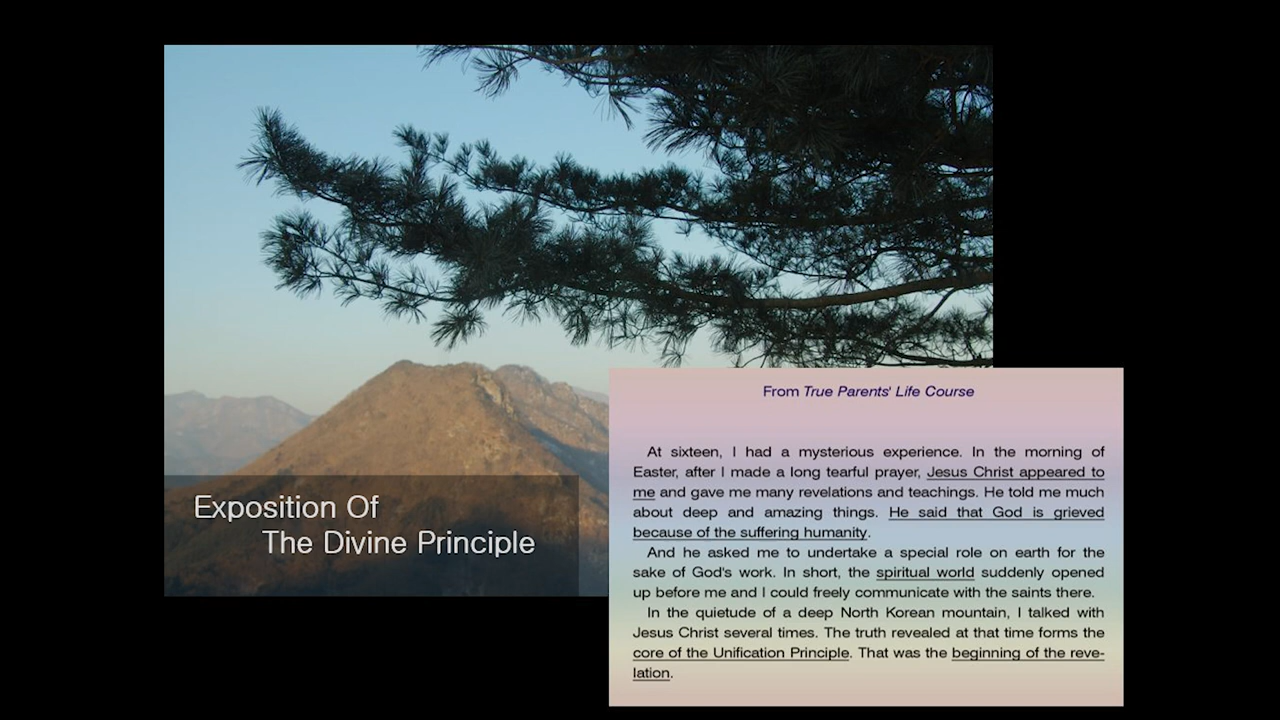 Exposition Of
The Divine Principle
From True Parents' Life Course
At sixteen, I had a mysterious experience. In the morning of
Easter, after I made a long tearful prayer, Jesus Christ appeared to
me and gave me many revelations and teachings. He told me much
about deep and amazing things. He said that God is grieved
because of the suffering humanity.
And he asked me to undertake a special role on earth for the
sake of God's work. In short, the spiritual world suddenly opened
up before me and I could freely communicate with the saints there.
In the quietude of a deep North Korean mountain, I talked with
Jesus Christ several times. The truth revealed at that time forms the
core of the Unification Principle. That was the beginning of the reve-
lation.